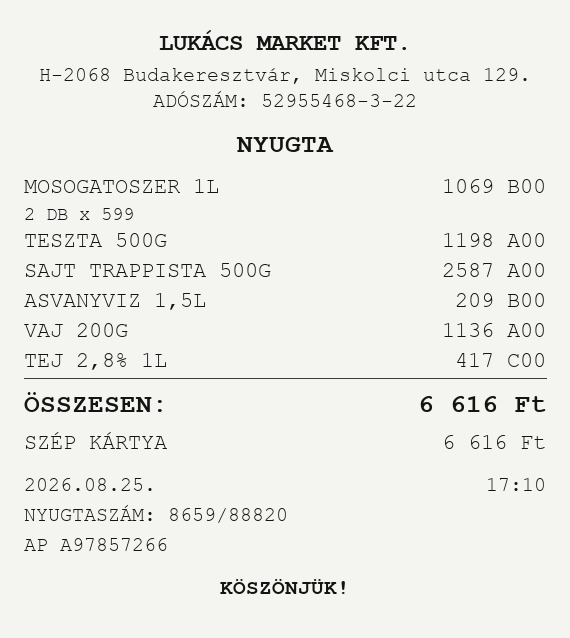 LUKÁCS MARKET KFT.
H-2068 Budakeresztvár, Miskolci utca 129.
ADÓSZÁM: 52955468-3-22
NYUGTA
MOSOGATOSZER 1L 1069 B00
2 DB x 599
TESZTA 500G 1198 A00
SAJT TRAPPISTA 500G 2587 A00
ASVANYVIZ 1,5L 209 B00
VAJ 200G 1136 A00
TEJ 2,8% 1L 417 C00
ÖSSZESEN: 6 616 Ft
SZÉP KÁRTYA 6 616 Ft
2026.08.25. 17:10
NYUGTASZÁM: 8659/88820
AP A97857266
KÖSZÖNJÜK!